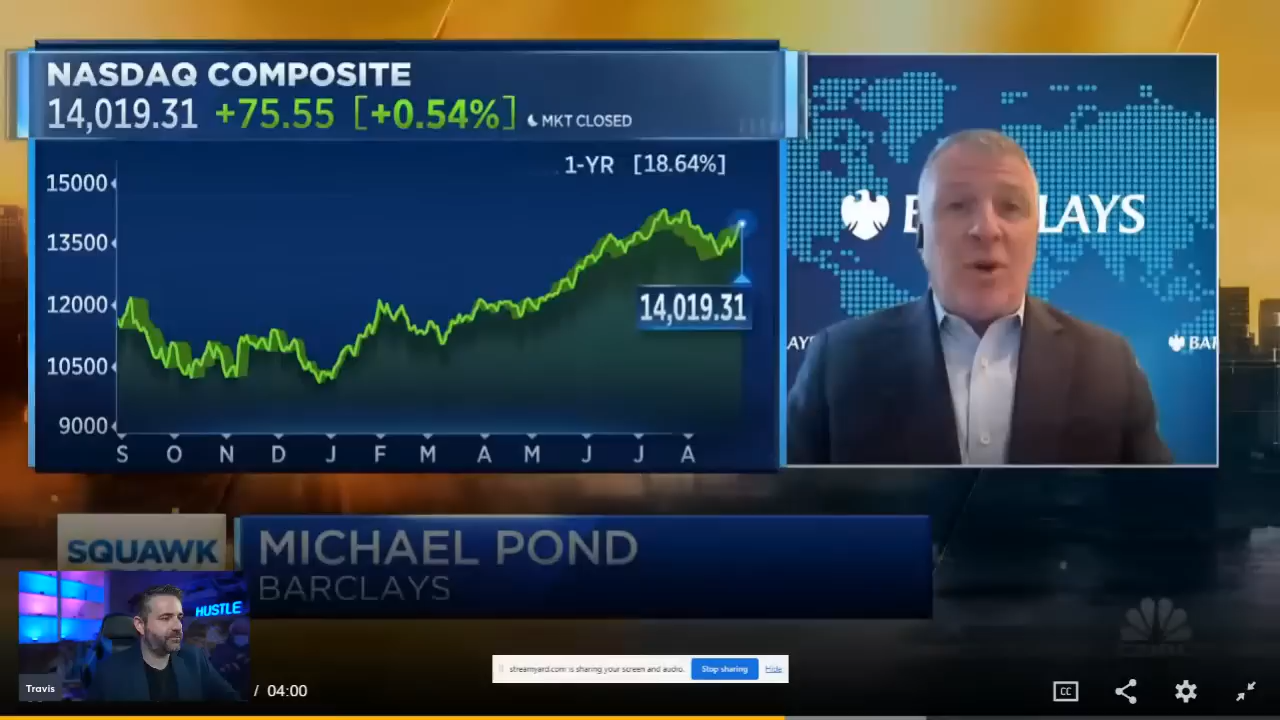 NASDAQ COMPOSITE
14,019.31 +75.55 [+0.54%] MKT CLOSED
1-YR [18.64%]
15000
13500
12000
10500
9000
14,019.31
S O N D J F M A M J J A
BARCLAYS
SQUAWK
MICHAEL POND
BARCLAYS
HUSTLE
Travis
streamyard.com is sharing your screen and audio. Stop sharing Hide
/ 04:00
CC